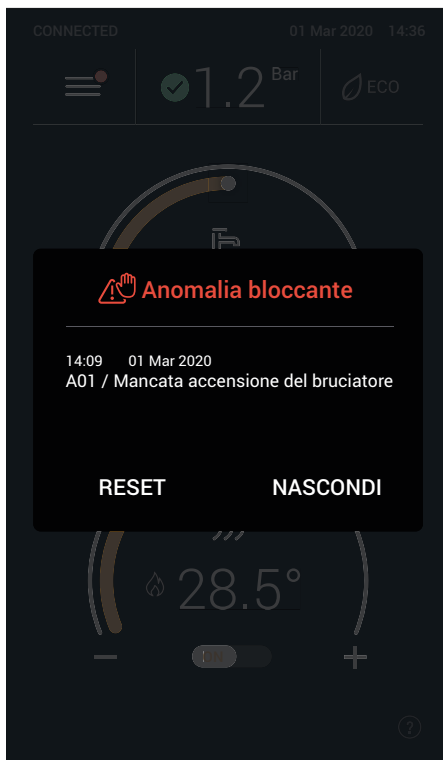 CONNECTED 01 Mar 2020 14:36
1.2 Bar ECO
Anomalia bloccante
14:09 01 Mar 2020
A01 / Mancata accensione del bruciatore
RESET NASCONDI
28.5°
− ON +
?